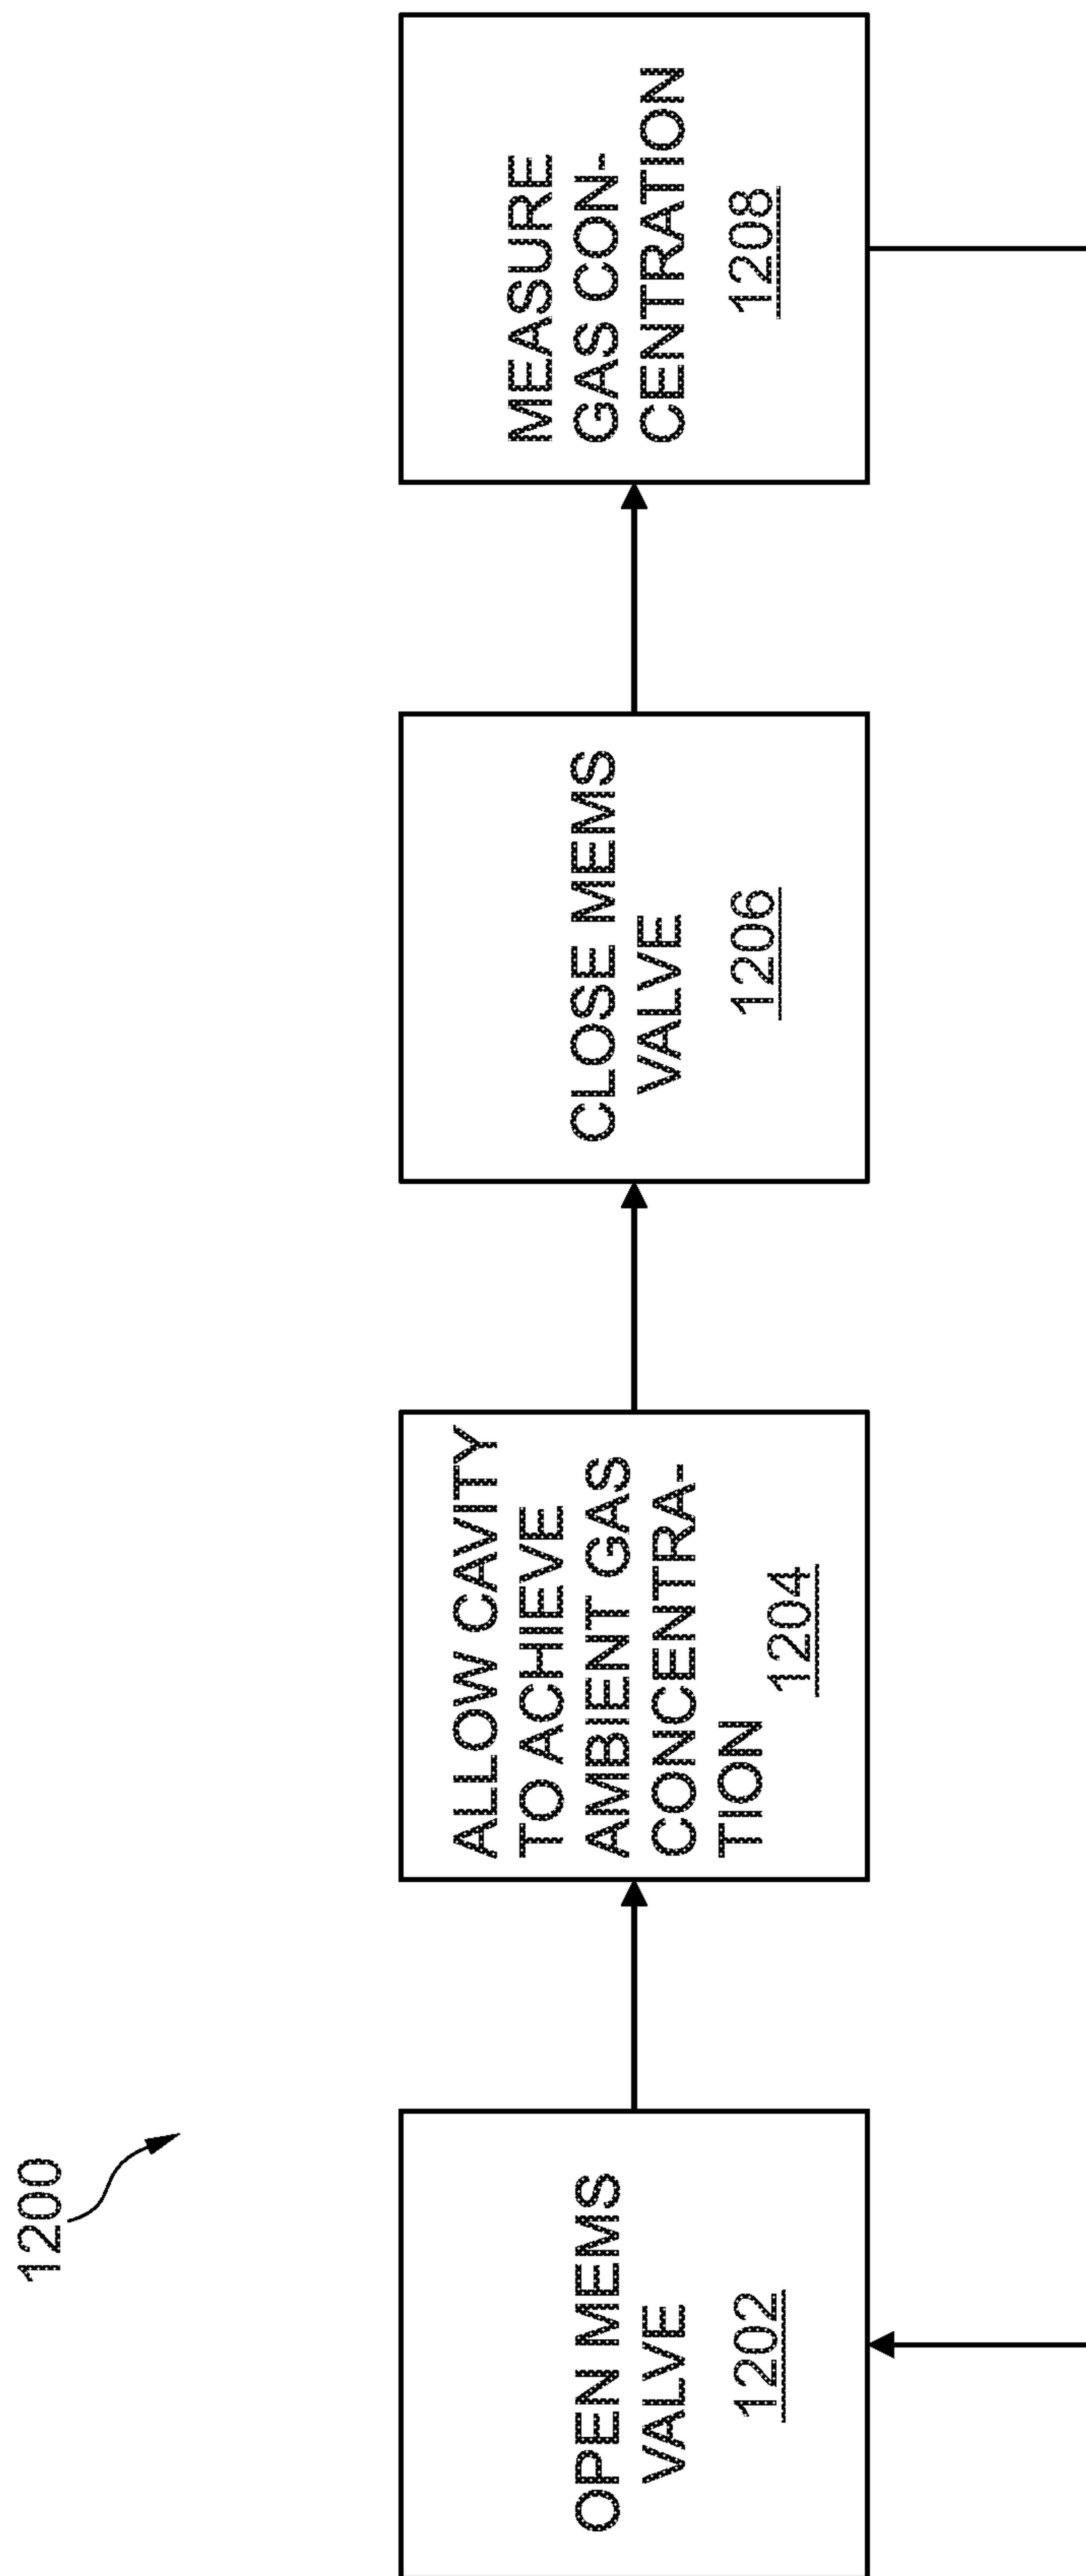 1200
OPEN MEMS
VALVE
1202
ALLOW CAVITY
TO ACHIEVE
AMBIENT GAS
CONCENTRA-
TION
1204
CLOSE MEMS
VALVE
1206
MEASURE
GAS CON-
CENTRATION
1208